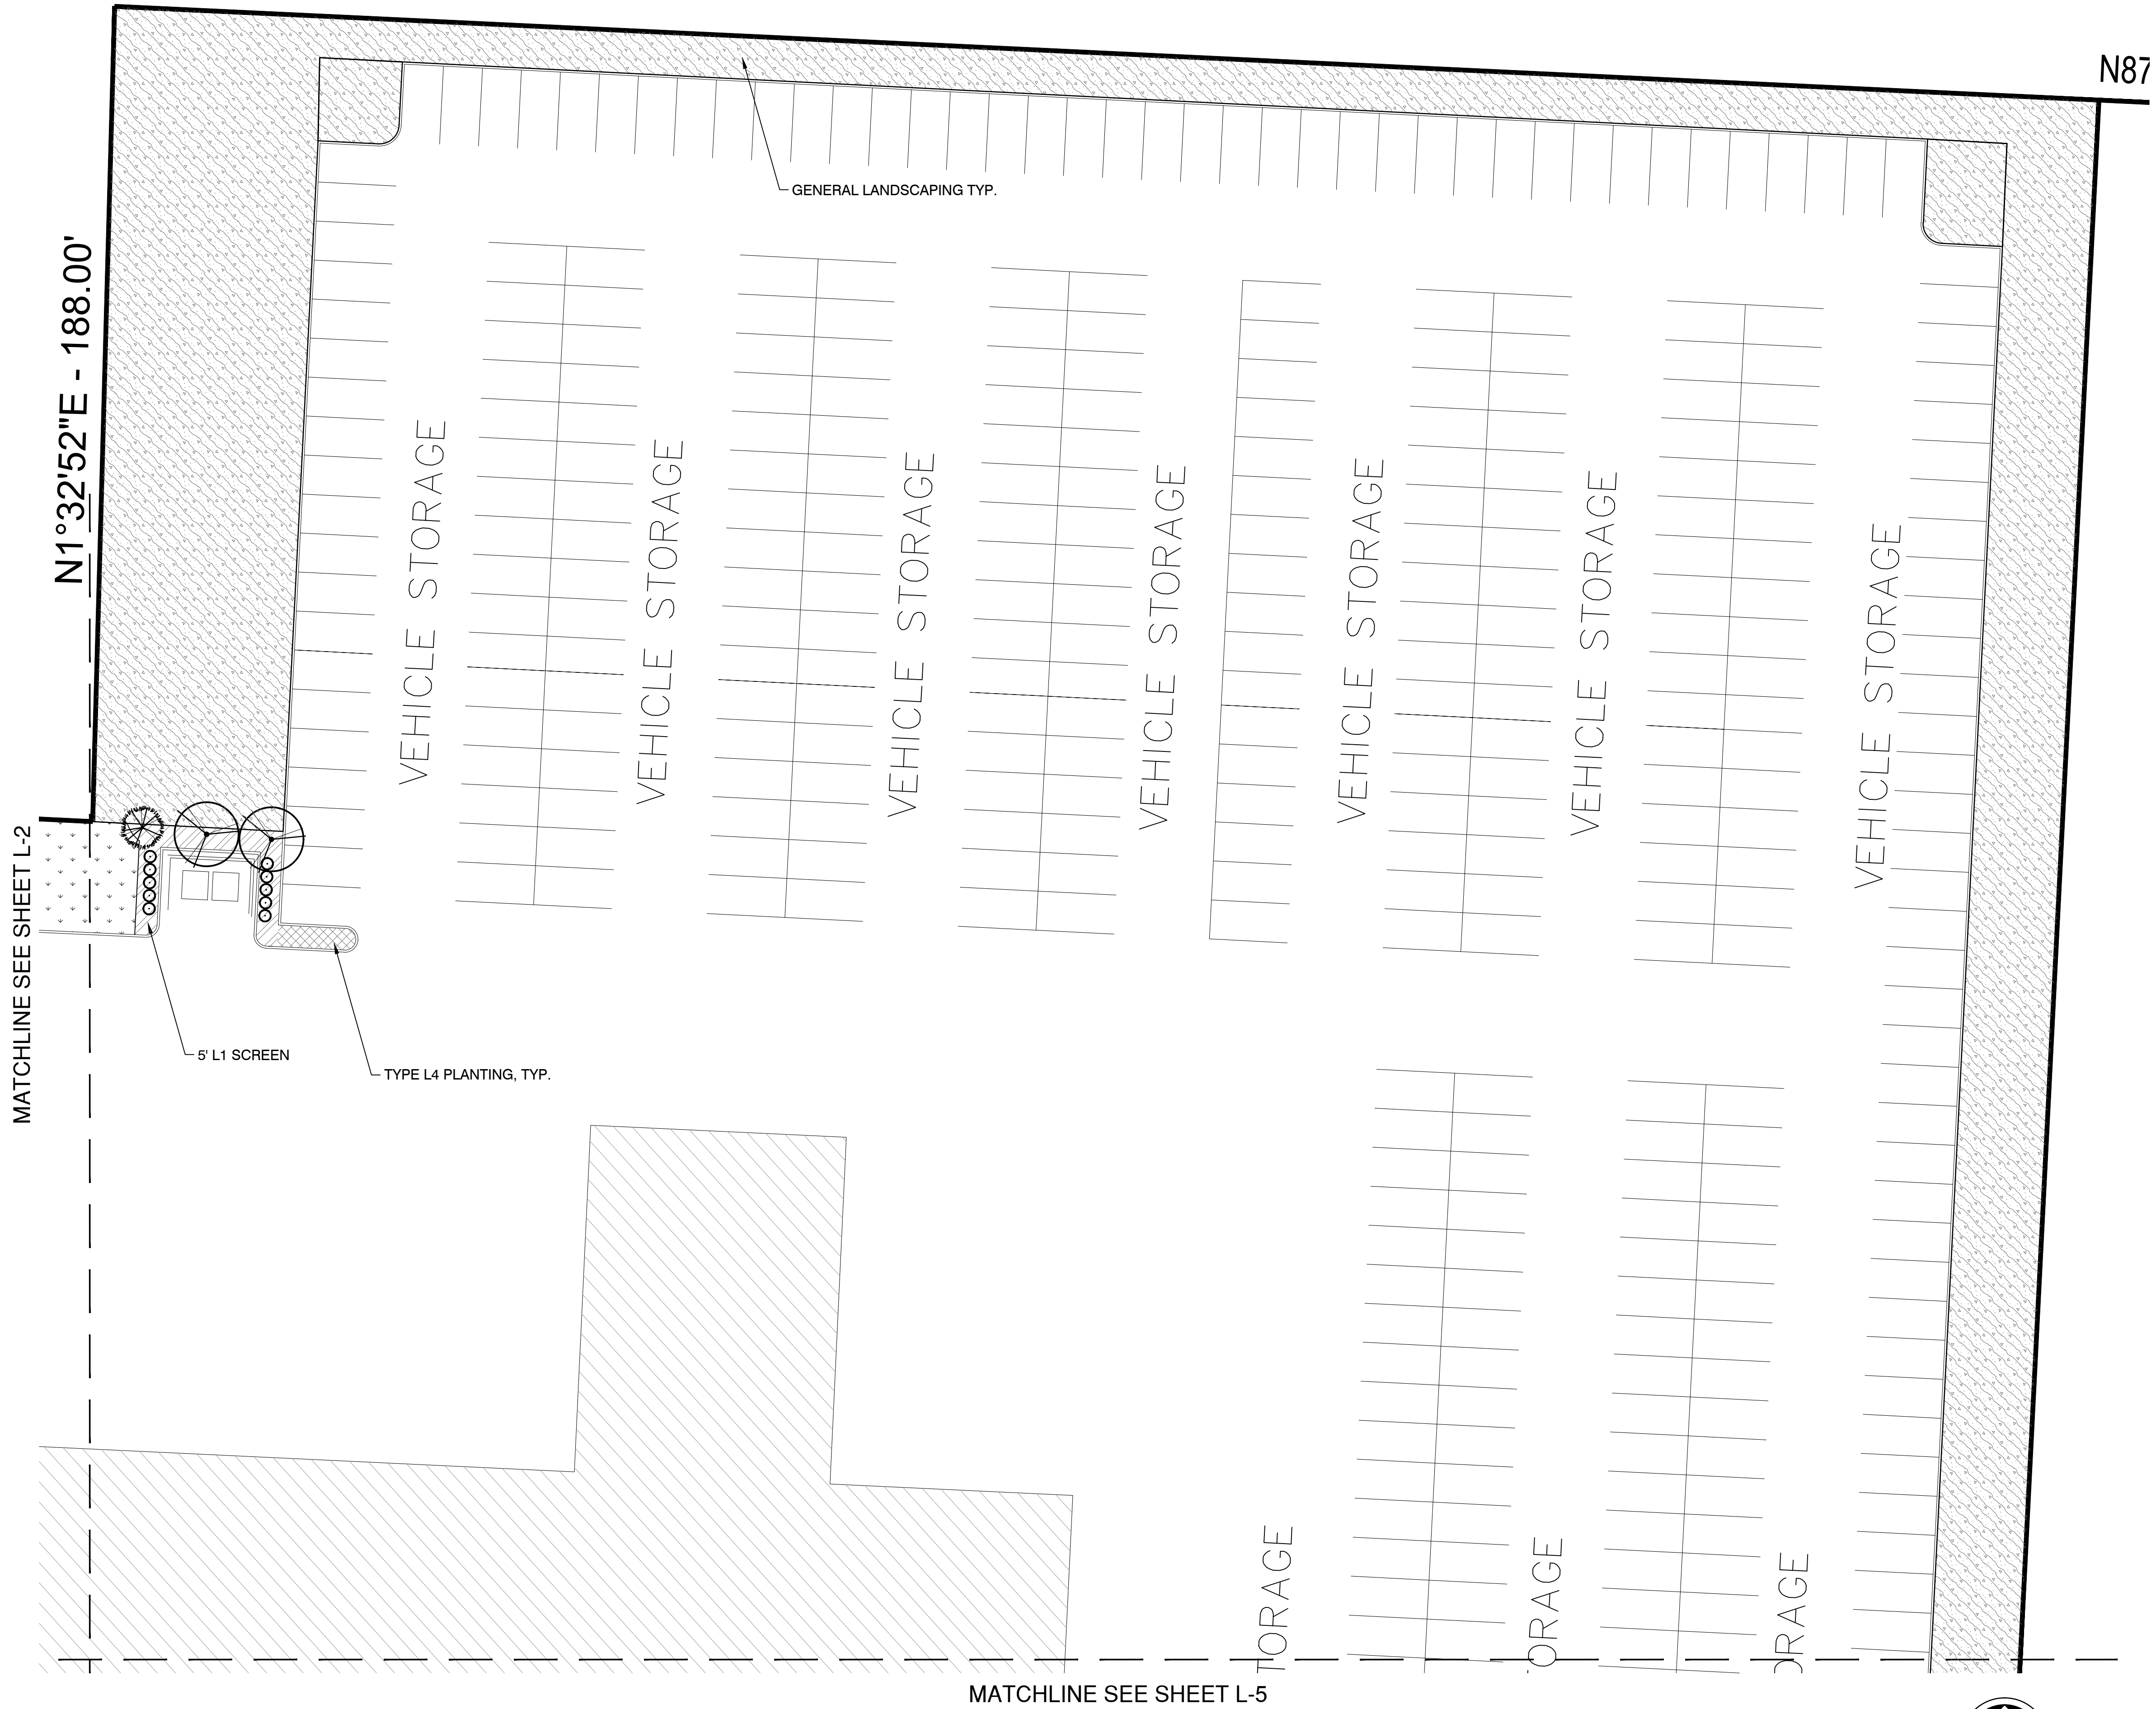 N87
GENERAL LANDSCAPING TYP.
N1°32'52"E - 188.00'
VEHICLE STORAGE
VEHICLE STORAGE
VEHICLE STORAGE
VEHICLE STORAGE
VEHICLE STORAGE
VEHICLE STORAGE
VEHICLE STORAGE
MATCHLINE SEE SHEET L-2
5' L1 SCREEN
TYPE L4 PLANTING, TYP.
TORAGE
ORAGE
ORAGE
MATCHLINE SEE SHEET L-5